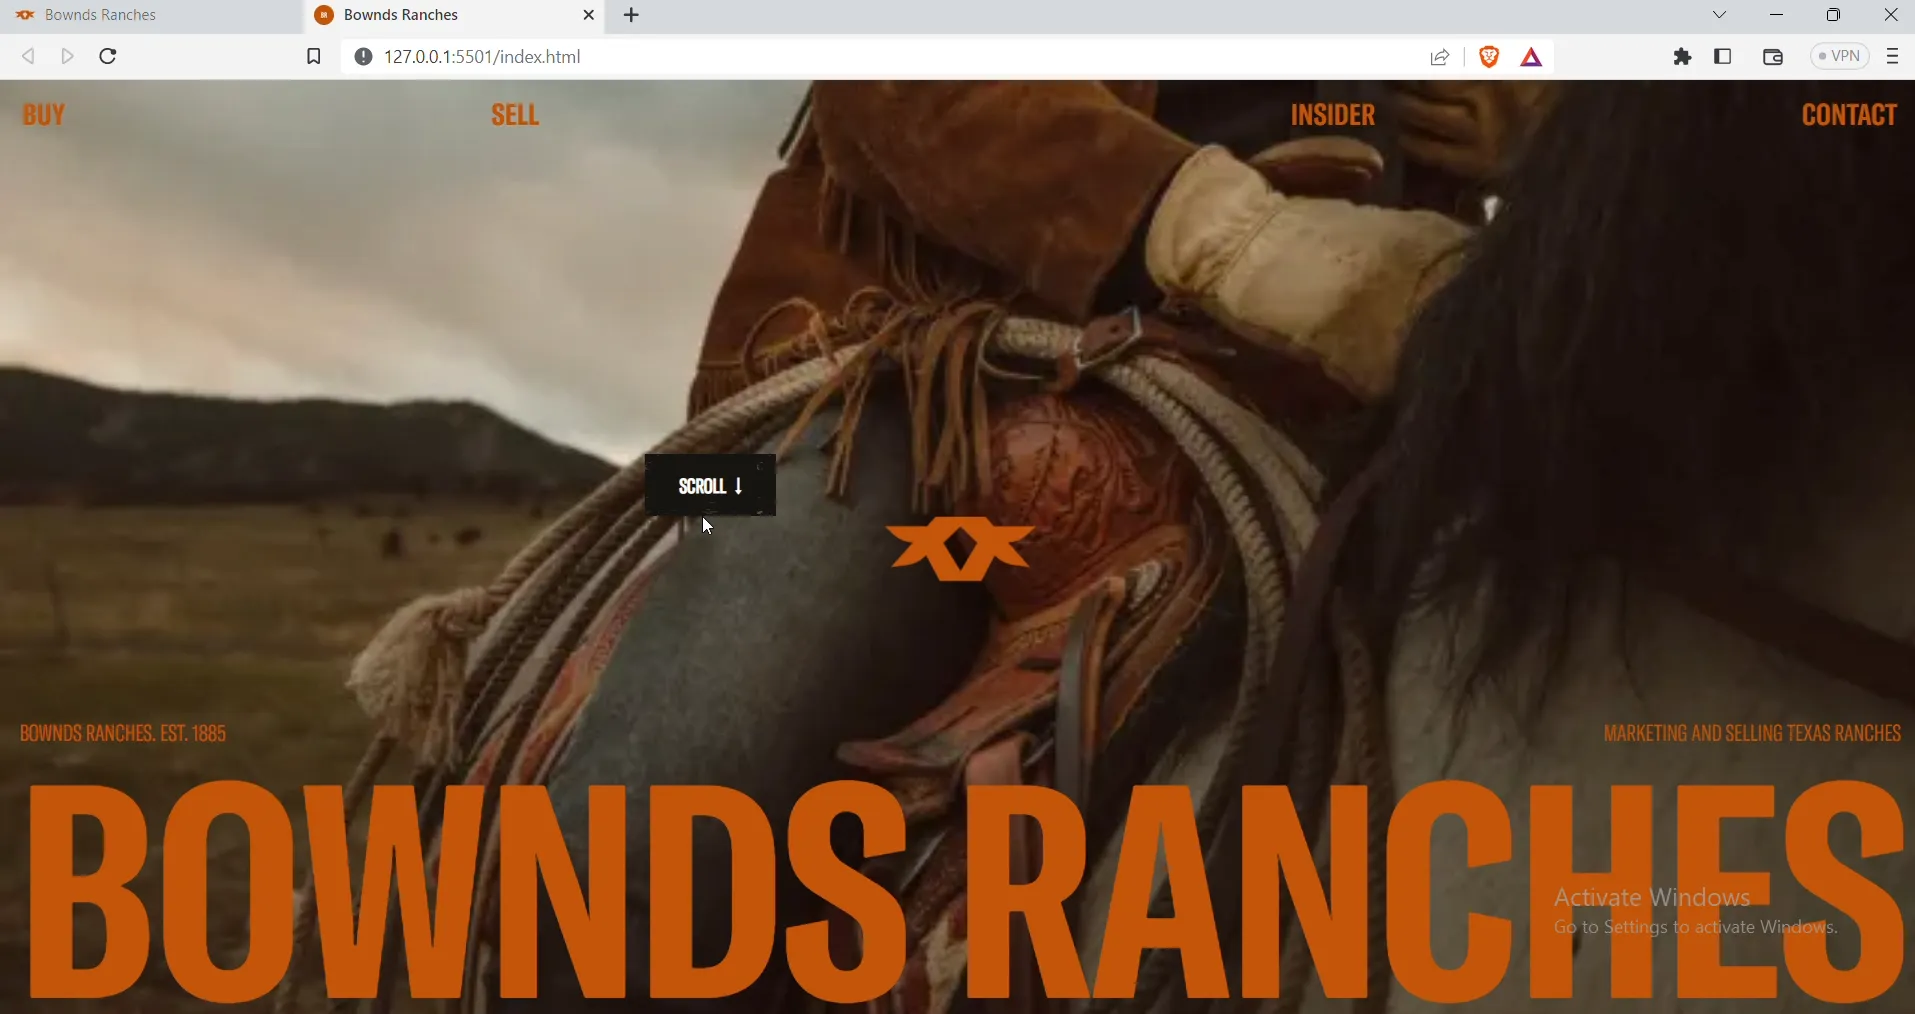 Bownds Ranches
Bownds Ranches
127.0.0.1:5501/index.html
VPN
BUY
SELL
INSIDER
CONTACT
SCROLL ↓
BOWNDS RANCHES. EST. 1885
MARKETING AND SELLING TEXAS RANCHES
BOWNDS RANCHES
Activate Windows
Go to Settings to activate Windows.